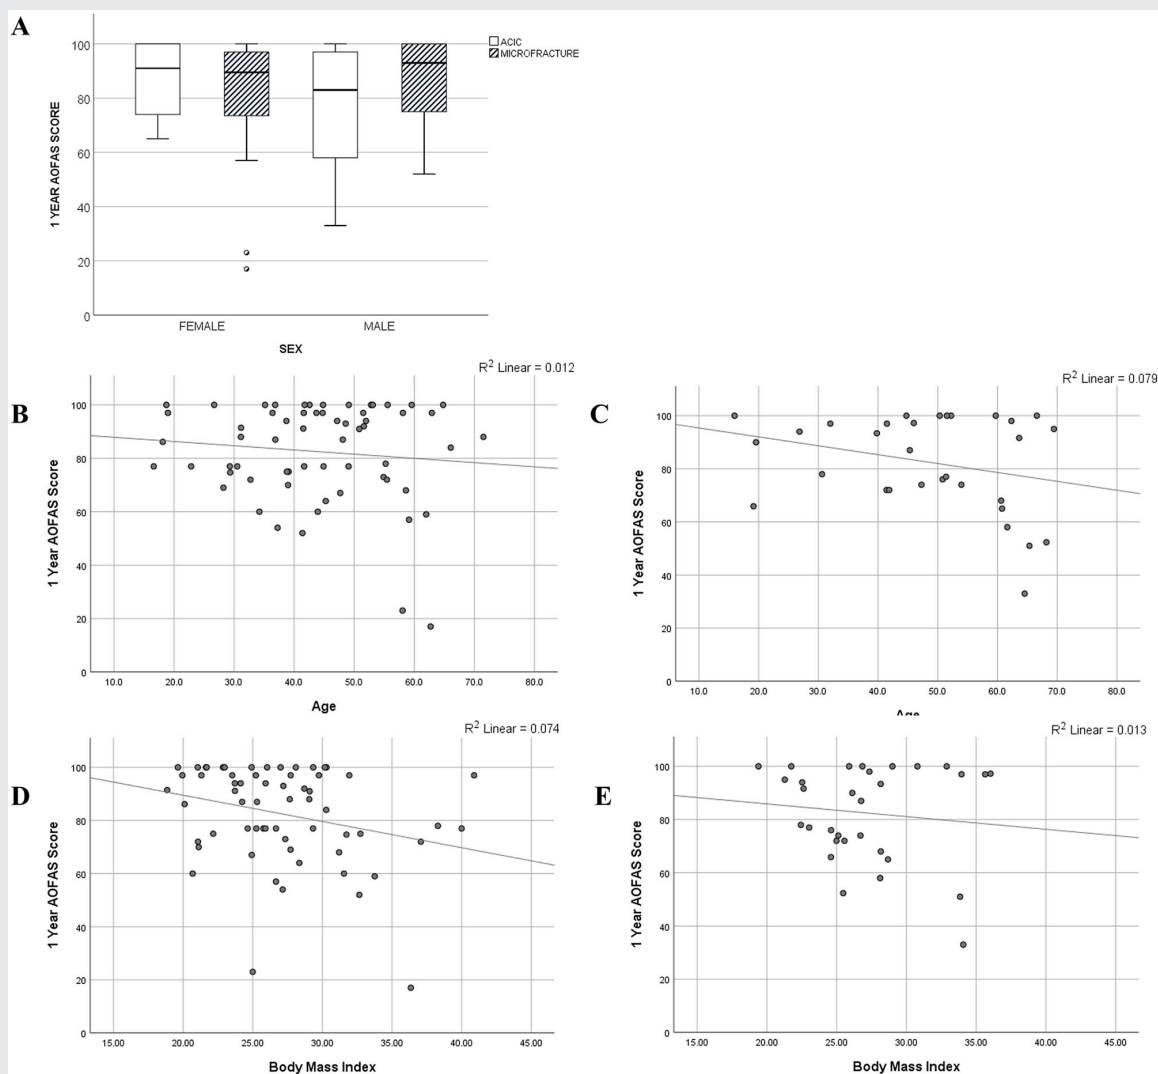 A
ACIC
MICROFRACTURE
1 YEAR AOFAS SCORE
100
80
60
40
20
0
FEMALE MALE
SEX
B
R2 Linear = 0.012
1 Year AOFAS Score
100
80
60
40
20
0
10.0 20.0 30.0 40.0 50.0 60.0 70.0 80.0
Age
C
R2 Linear = 0.079
1 Year AOFAS Score
100
80
60
40
20
0
10.0 20.0 30.0 40.0 50.0 60.0 70.0 80.0
Age
D
R2 Linear = 0.074
1 Year AOFAS Score
100
80
60
40
20
0
15.00 20.00 25.00 30.00 35.00 40.00 45.00
Body Mass Index
E
R2 Linear = 0.013
1 Year AOFAS Score
100
80
60
40
20
0
15.00 20.00 25.00 30.00 35.00 40.00 45.00
Body Mass Index